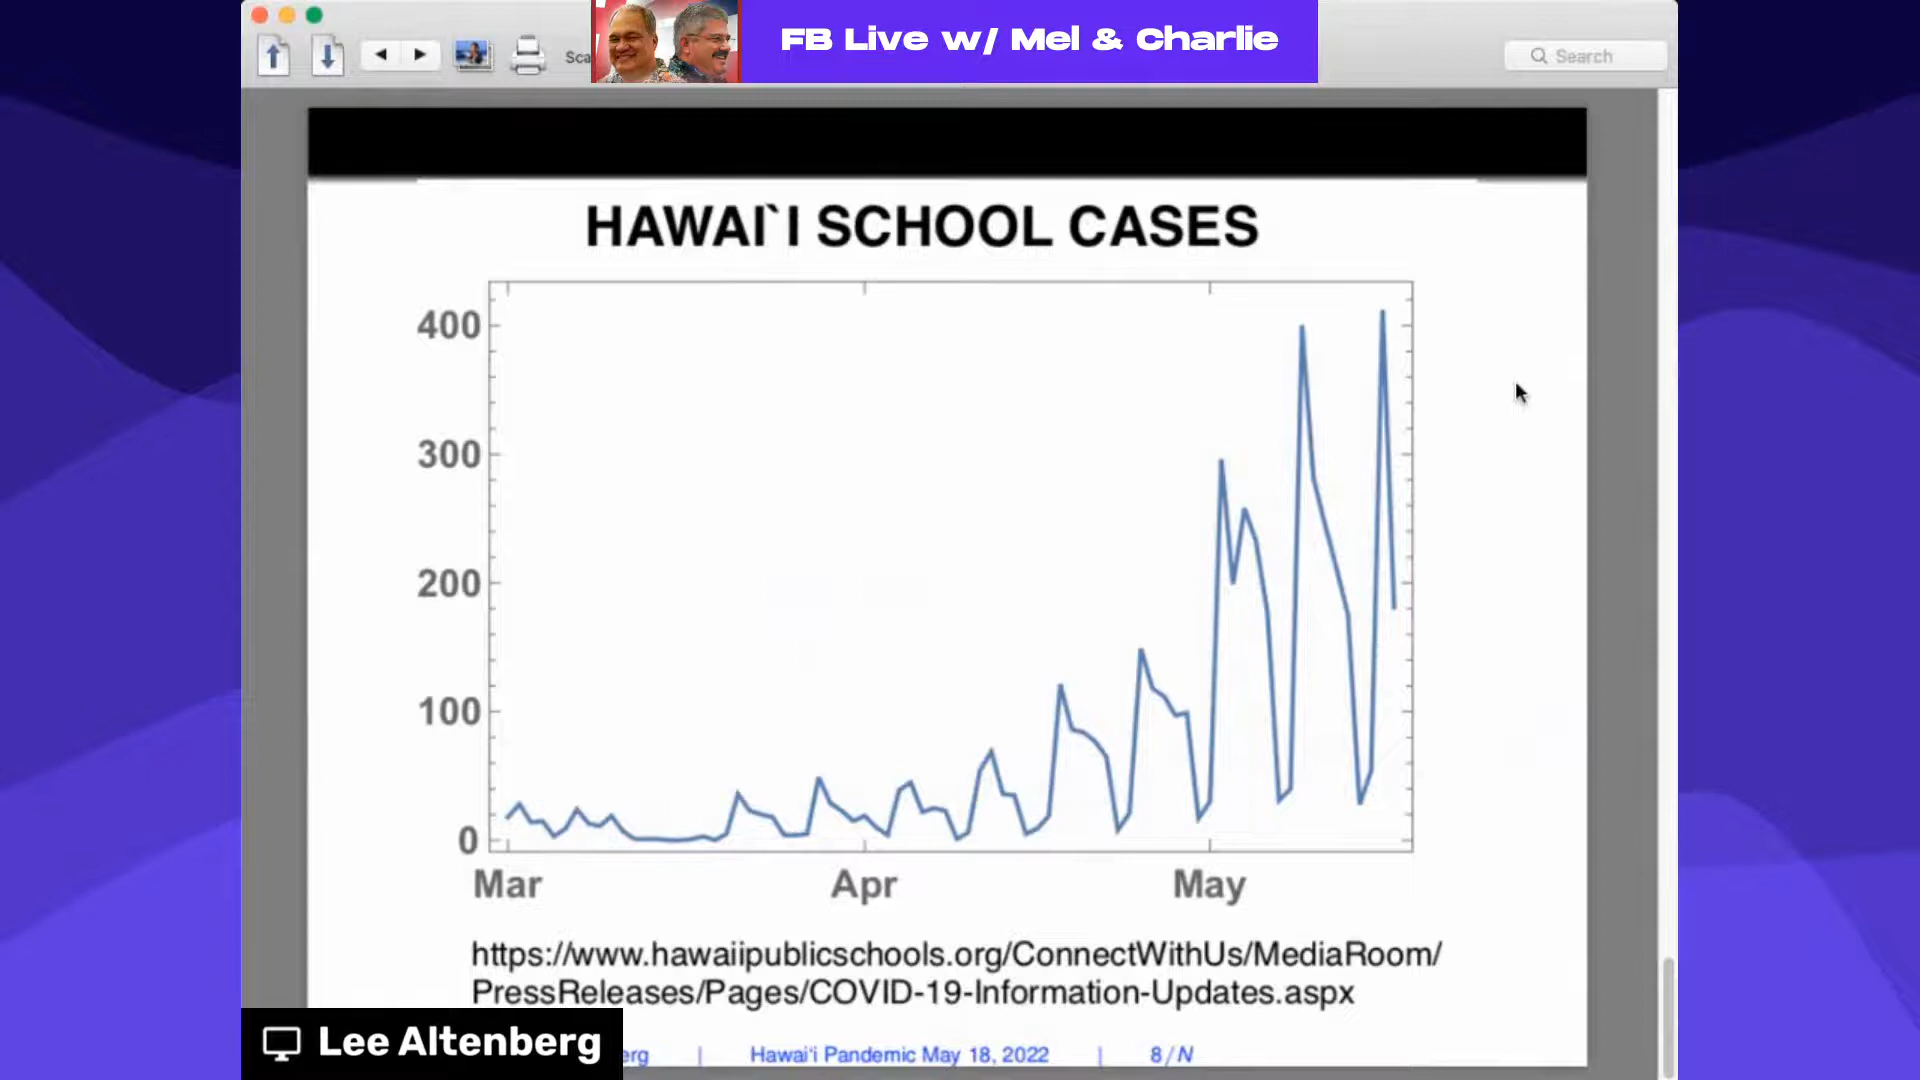 FB Live w/ Mel & Charlie
Search
HAWAI`I SCHOOL CASES
400
300
200
100
0
Mar Apr May
https://www.hawaiipublicschools.org/ConnectWithUs/MediaRoom/
PressReleases/Pages/COVID-19-Information-Updates.aspx
Lee Altenberg
| Hawai‘i Pandemic May 18, 2022 | 8/N